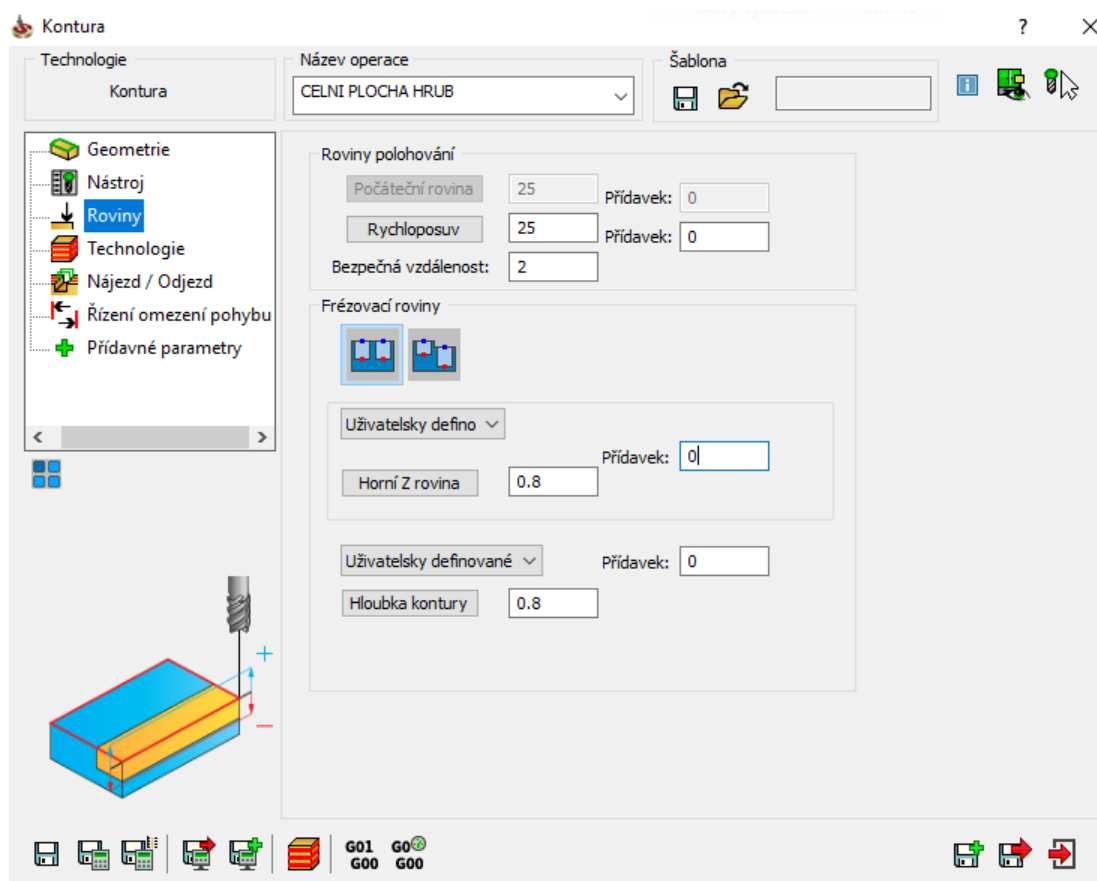 Kontura
?
Technologie
Kontura
Název operace
CELNI PLOCHA HRUB
Šablona
Geometrie
Nástroj
Roviny
Technologie
Nájezd / Odjezd
Řízení omezení pohybu
Přídavné parametry
Roviny polohování
Počáteční rovina 25 Přídavek: 0
Rychloposuv 25 Přídavek: 0
Bezpečná vzdálenost: 2
Frézovací roviny
Uživatelsky defino
Přídavek: 0
Horní Z rovina 0.8
Uživatelsky definované Přídavek: 0
Hloubka kontury 0.8
G01 G0
G00 G00